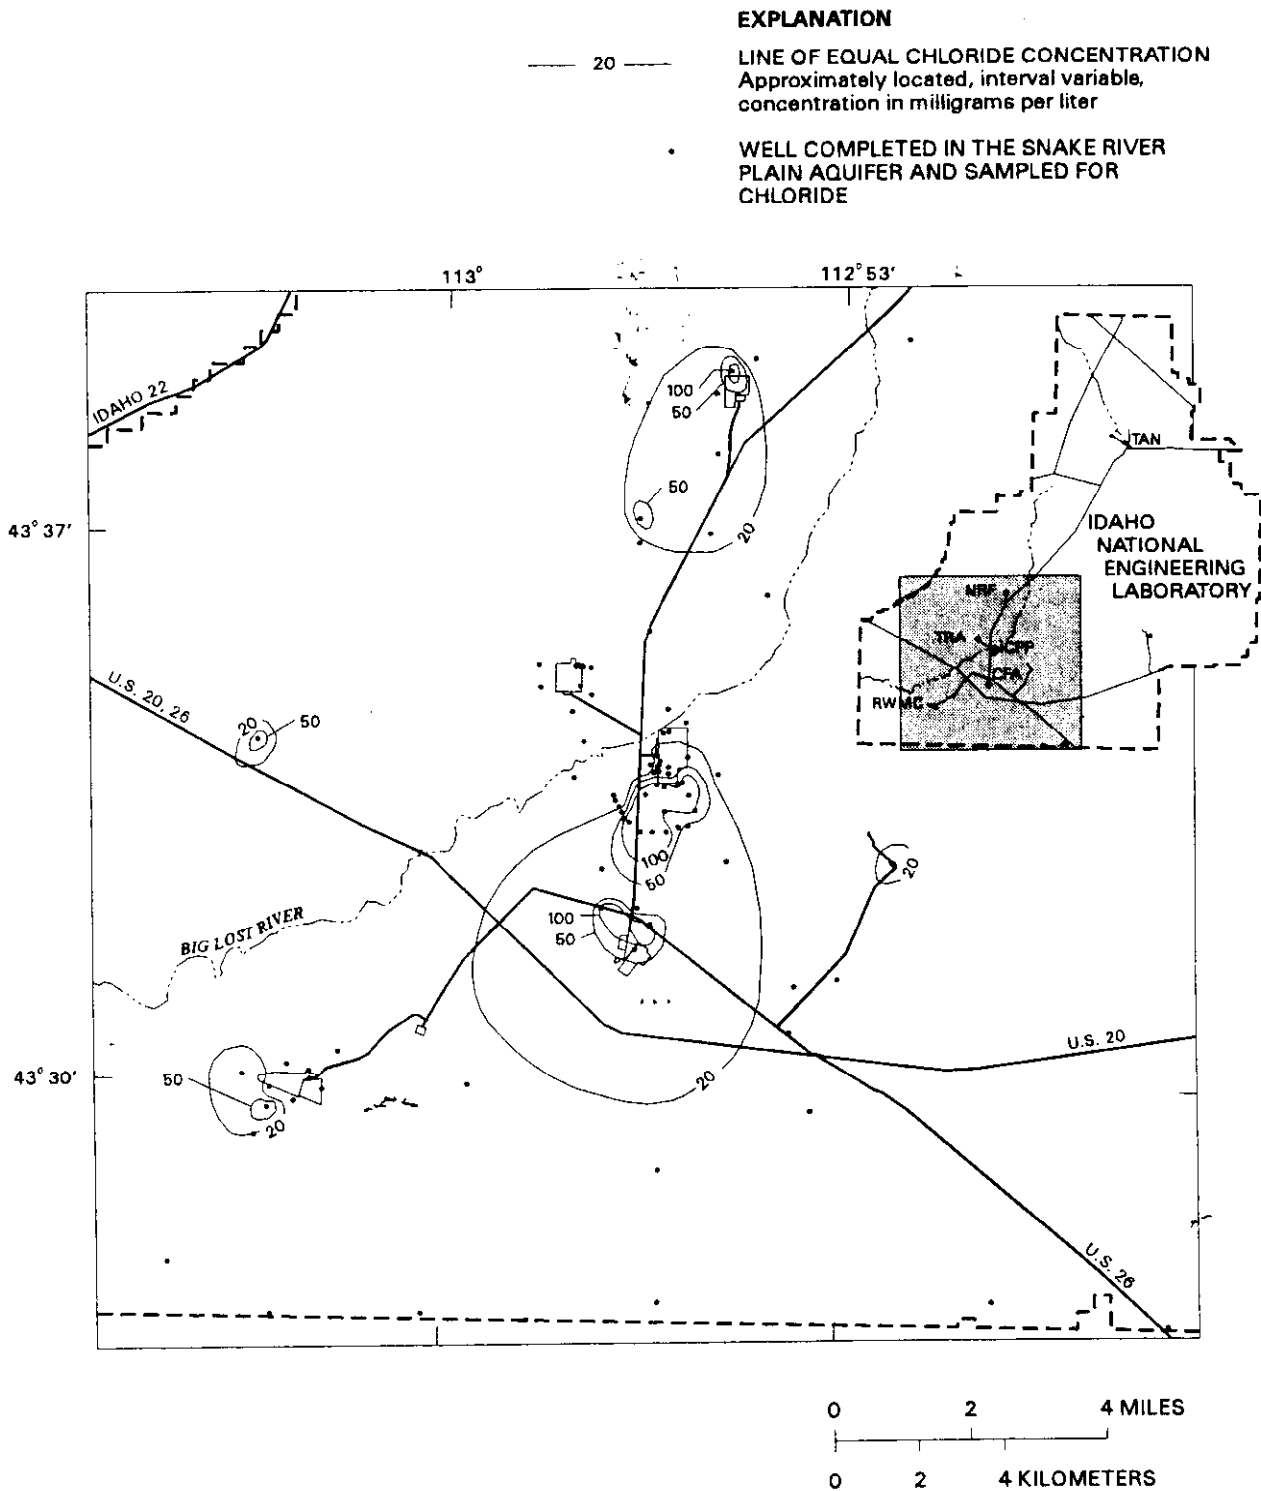 EXPLANATION
20
LINE OF EQUAL CHLORIDE CONCENTRATION
Approximately located, interval variable,
concentration in milligrams per liter
WELL COMPLETED IN THE SNAKE RIVER
PLAIN AQUIFER AND SAMPLED FOR
CHLORIDE
113°
112° 53'
IDAHO 22
100
50
50
20
43° 37'
TAN
IDAHO
NATIONAL
ENGINEERING
LABORATORY
NRF
TRA
ICPP
CFA
RWMC
U.S. 20, 26
20
50
100
50
20
100
50
BIG LOST RIVER
U.S. 20
43° 30'
50
20
20
U.S. 26
0 2 4 MILES
0 2 4 KILOMETERS